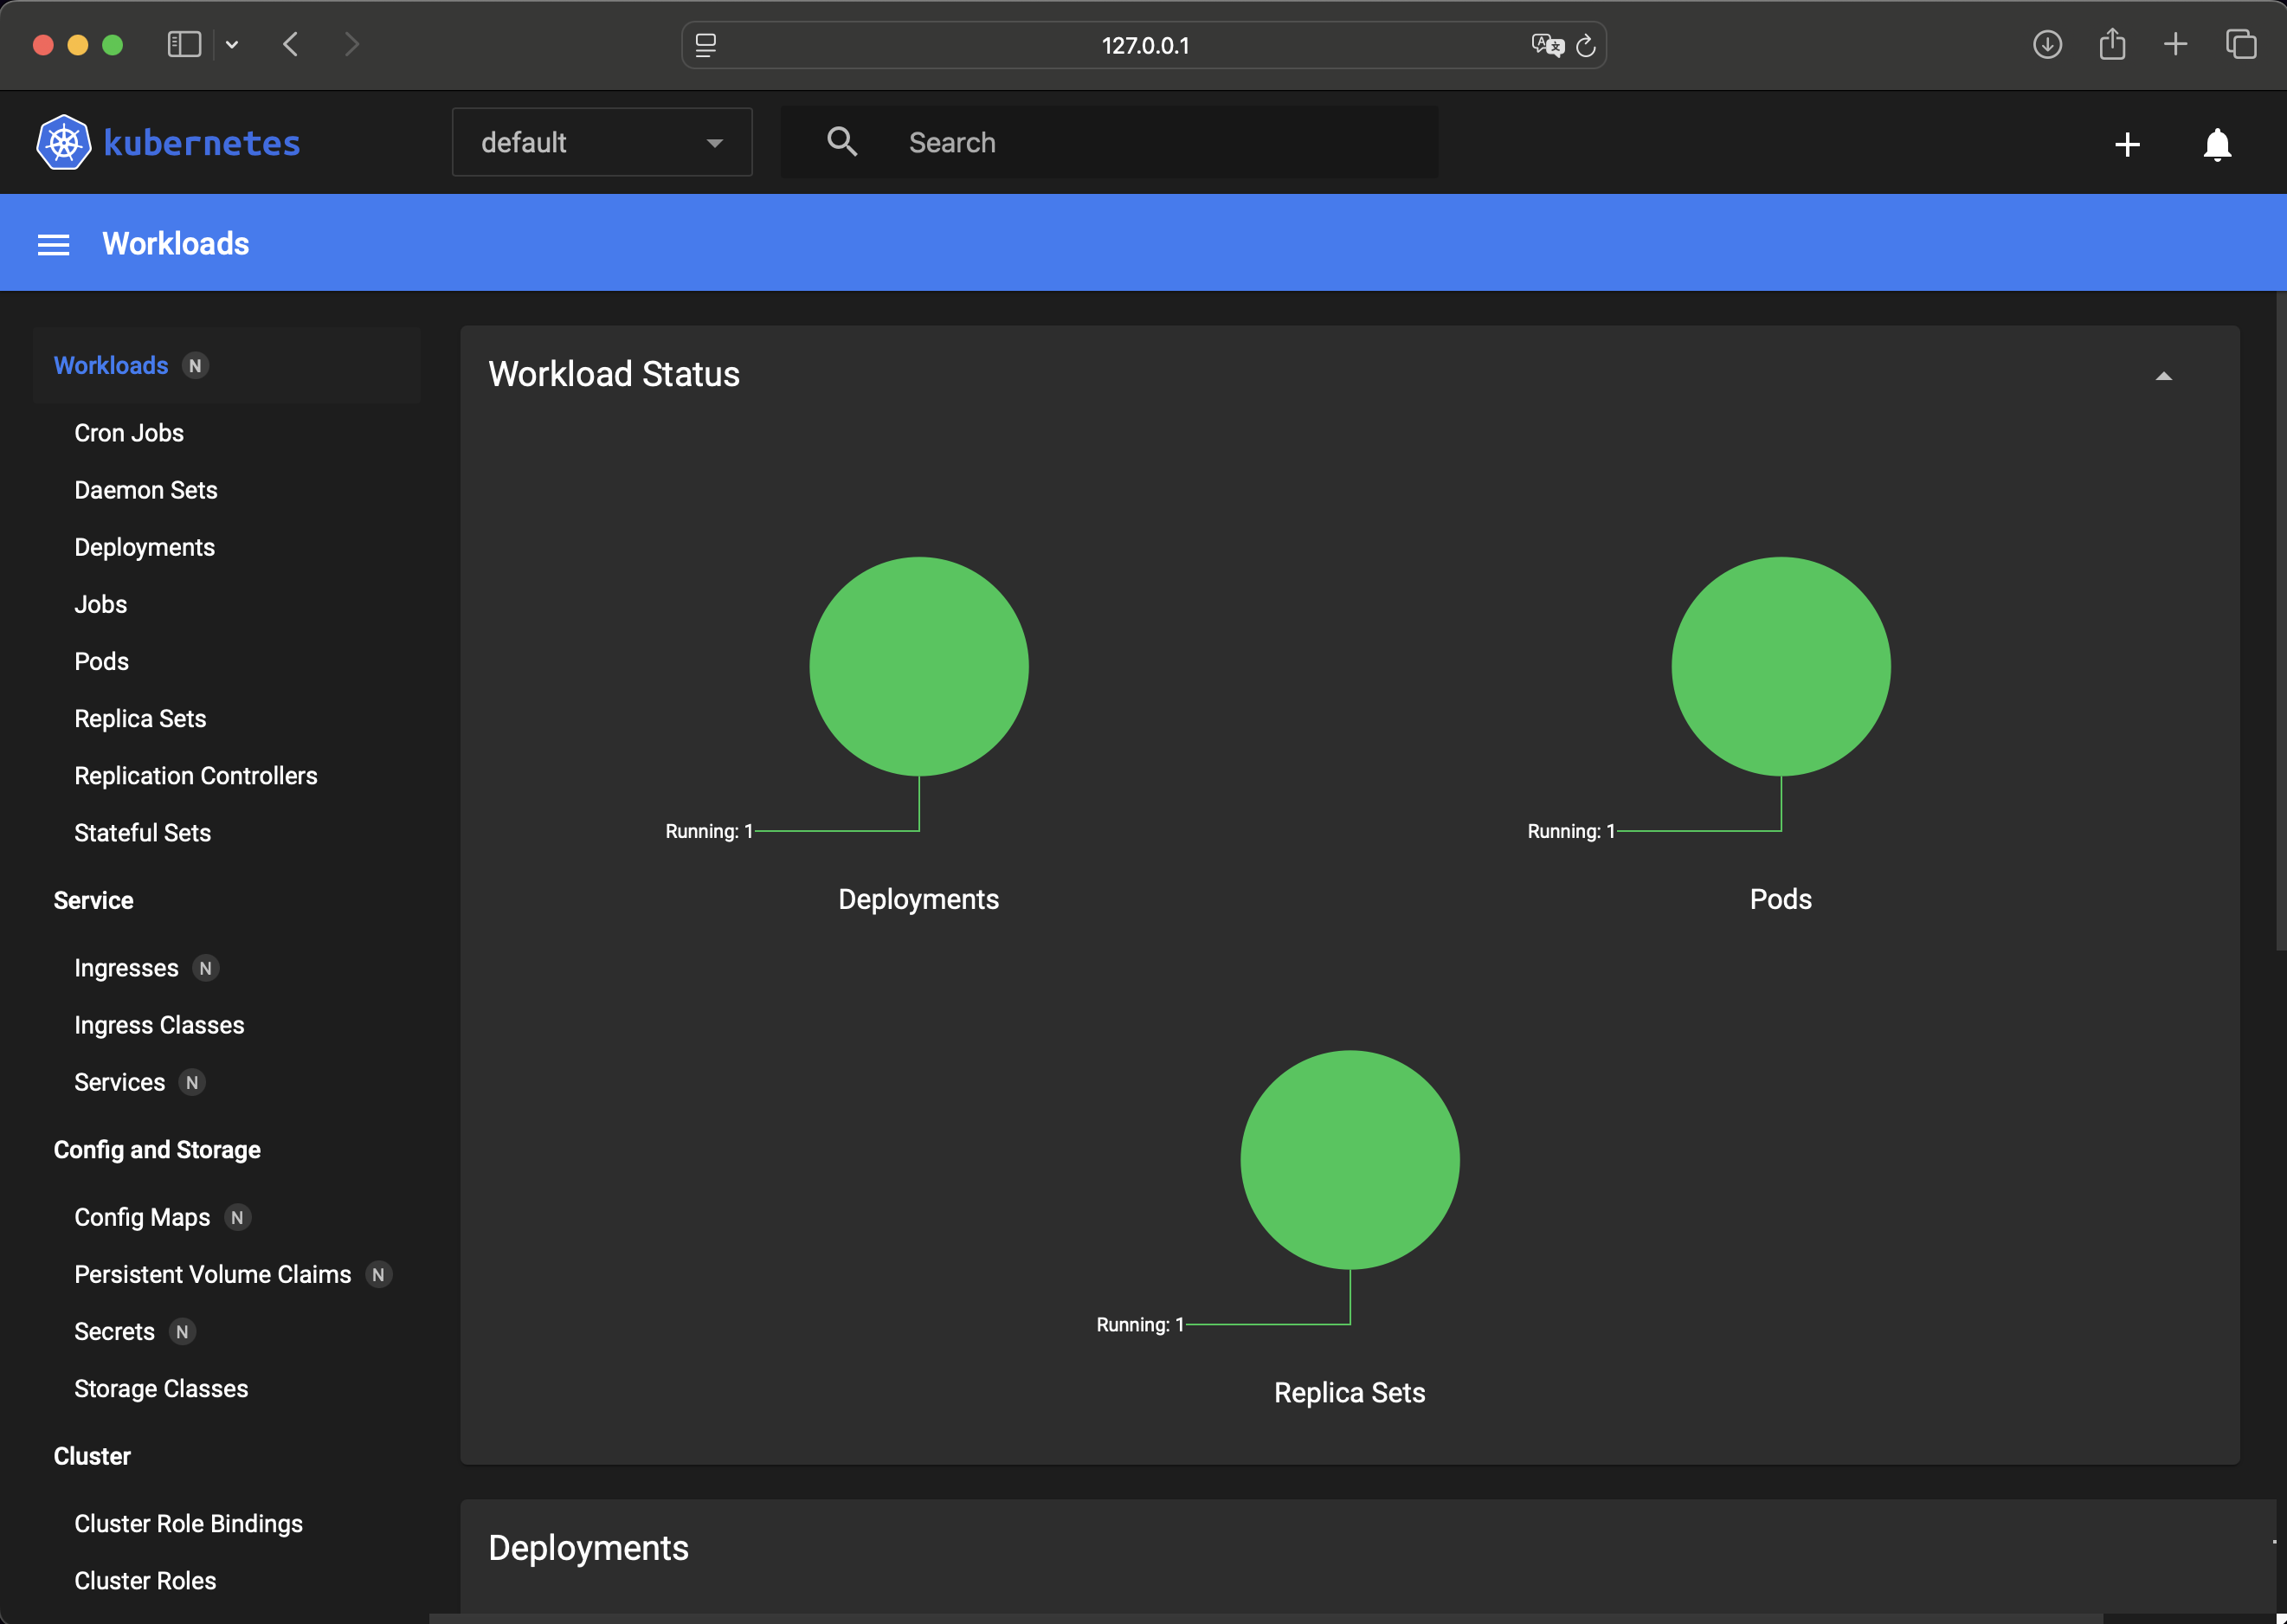 127.0.0.1
kubernetes
default
Search
Workloads
Workloads N
Cron Jobs
Daemon Sets
Deployments
Jobs
Pods
Replica Sets
Replication Controllers
Stateful Sets
Service
Ingresses N
Ingress Classes
Services N
Config and Storage
Config Maps N
Persistent Volume Claims N
Secrets N
Storage Classes
Cluster
Cluster Role Bindings
Cluster Roles
Workload Status
Running: 1
Deployments
Running: 1
Pods
Running: 1
Replica Sets
Deployments